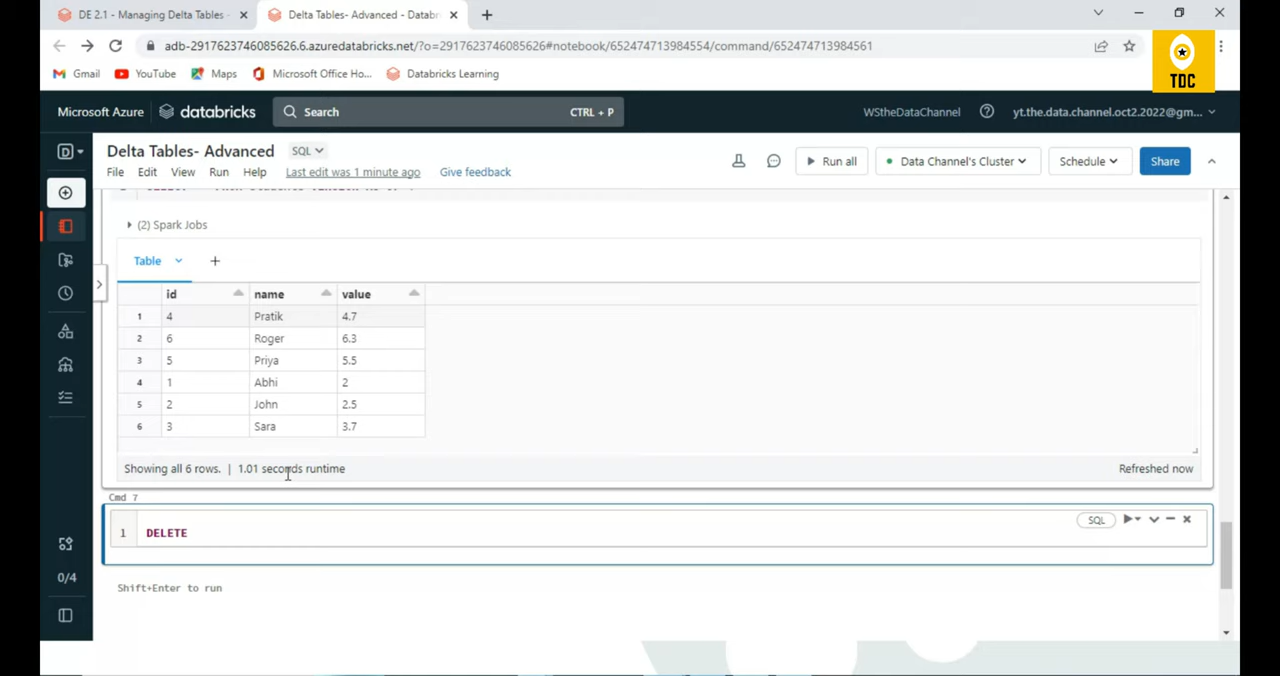 DE 2.1 - Managing Delta Tables -
Delta Tables- Advanced - Databr
adb-2917623746085626.6.azuredatabricks.net/?o=2917623746085626#notebook/652474713984554/command/652474713984561
Gmail YouTube Maps Microsoft Office Ho... Databricks Learning
TDC
Microsoft Azure databricks Search CTRL + P WStheDataChannel yt.the.data.channel.oct2.2022@gm...
D Delta Tables- Advanced SQL Run all Data Channel's Cluster Schedule Share
File Edit View Run Help Last edit was 1 minute ago Give feedback
(2) Spark Jobs
Table +
id name value
1 4 Pratik 4.7
2 6 Roger 6.3
3 5 Priya 5.5
4 1 Abhi 2
5 2 John 2.5
6 3 Sara 3.7
Showing all 6 rows. | 1.01 seconds runtime Refreshed now
Cmd 7
1 DELETE SQL
0/4
Shift+Enter to run